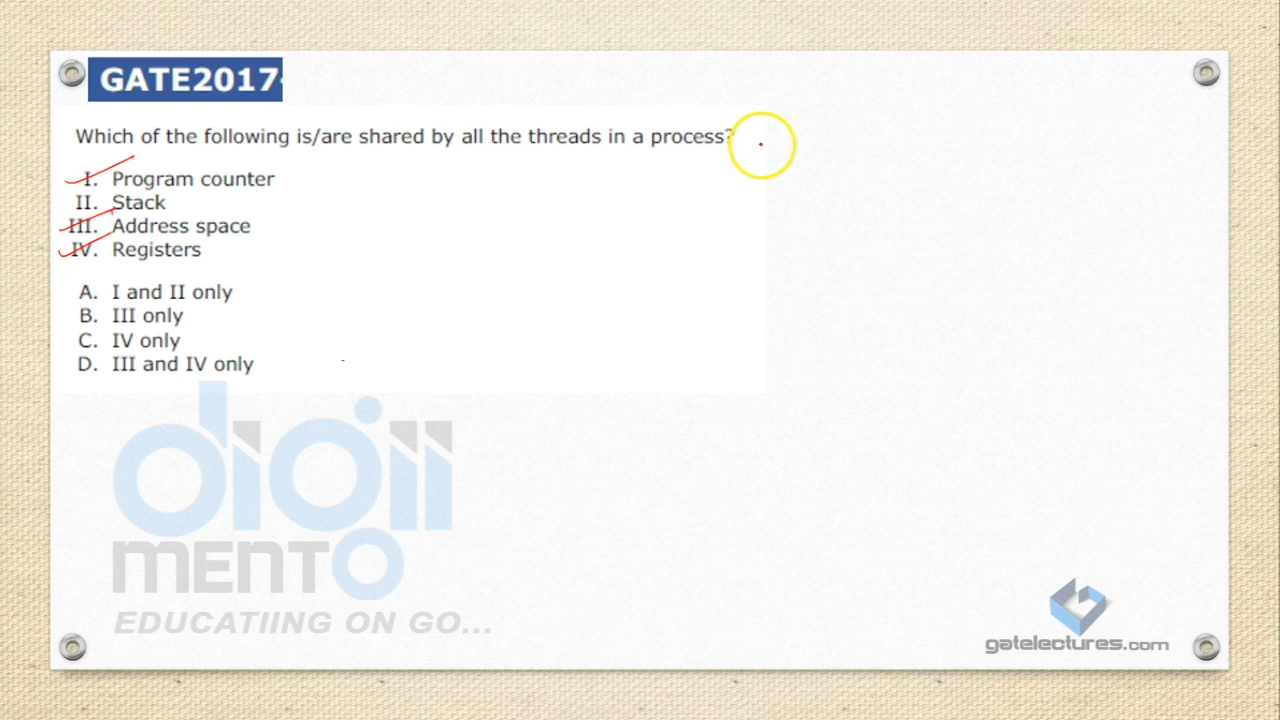 GATE2017-
Which of the following is/are shared by all the threads in a process?
I. Program counter
II. Stack
III. Address space
IV. Registers
A. I and II only
B. III only
C. IV only
D. III and IV only
digii
mento
EDUCATIING ON GO...
gatelectures.com